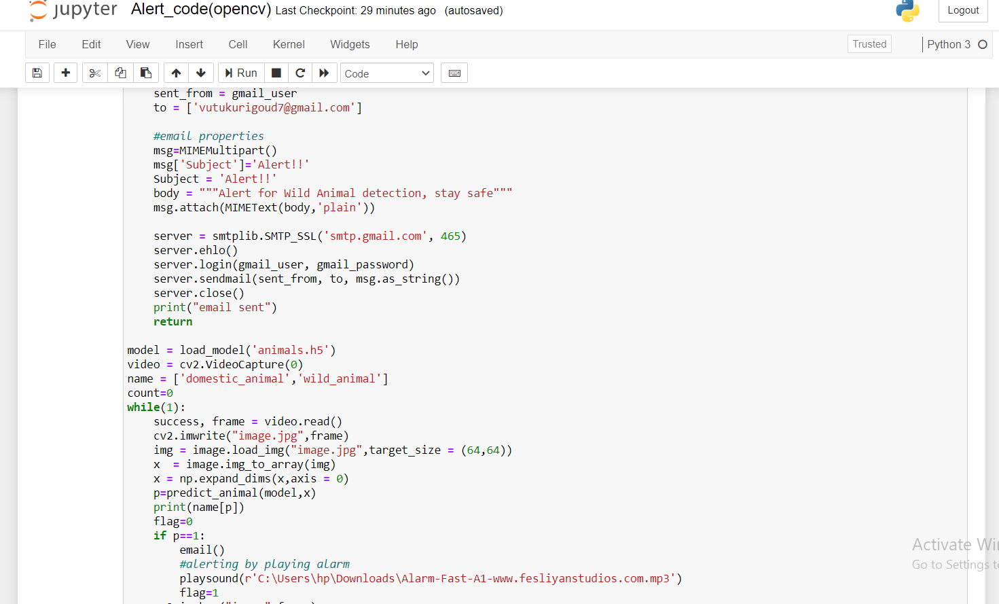 jupyter Alert_code(opencv) Last Checkpoint: 29 minutes ago (autosaved) Logout
File Edit View Insert Cell Kernel Widgets Help Trusted Python 3
Run Code
sent_from = gmail_user
to = ['vutukurigoud7@gmail.com']
#email properties
msg=MIMEMultipart()
msg['Subject']='Alert!!'
Subject = 'Alert!!'
body = """Alert for Wild Animal detection, stay safe"""
msg.attach(MIMEText(body,'plain'))
server = smtplib.SMTP_SSL('smtp.gmail.com', 465)
server.ehlo()
server.login(gmail_user, gmail_password)
server.sendmail(sent_from, to, msg.as_string())
server.close()
print("email sent")
return
model = load_model('animals.h5')
video = cv2.VideoCapture(0)
name = ['domestic_animal','wild_animal']
count=0
while(1):
success, frame = video.read()
cv2.imwrite("image.jpg",frame)
img = image.load_img("image.jpg",target_size = (64,64))
x  = image.img_to_array(img)
x = np.expand_dims(x,axis = 0)
p=predict_animal(model,x)
print(name[p])
flag=0
if p==1:
email()
#alerting by playing alarm
playsound(r'C:\Users\hp\Downloads\Alarm-Fast-A1-www.fesliyanstudios.com.mp3')
flag=1
Activate Wi
Go to Settings t